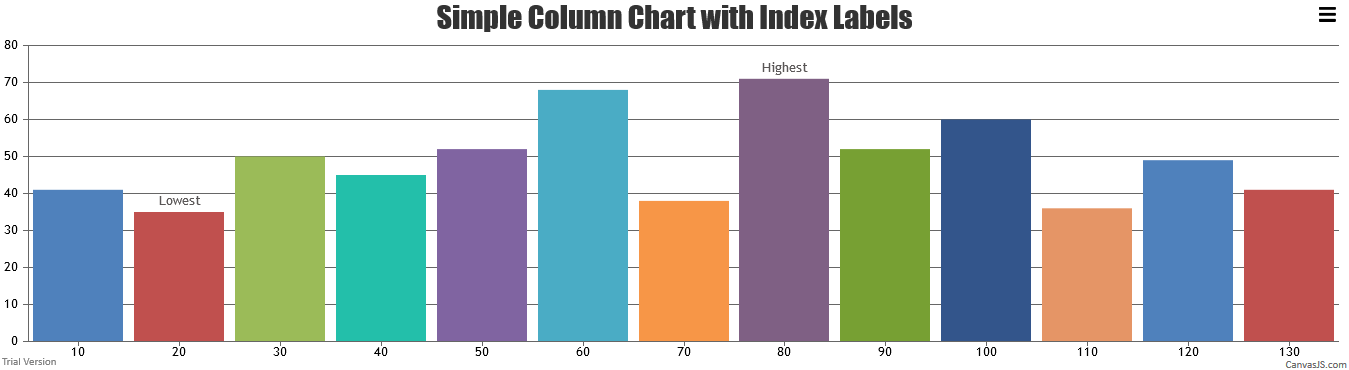 Simple Column Chart with Index Labels
80
70
60
50
40
30
20
10
0
Highest
Lowest
10 20 30 40 50 60 70 80 90 100 110 120 130
Trial Version
CanvasJS.com